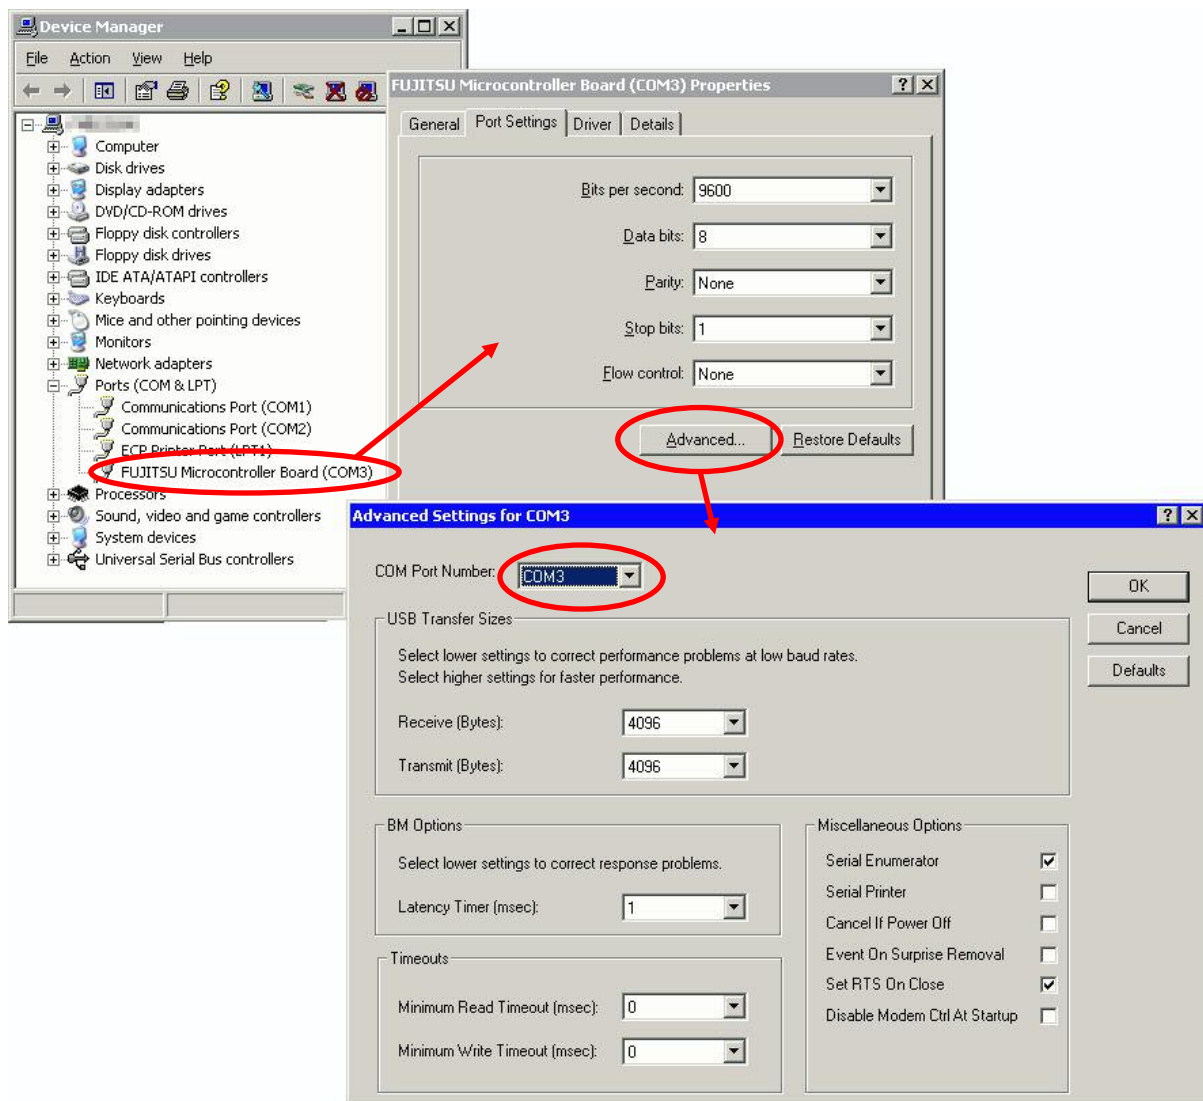 Device Manager
File Action View Help
Computer
Disk drives
Display adapters
DVD/CD-ROM drives
Floppy disk controllers
Floppy disk drives
IDE ATA/ATAPI controllers
Keyboards
Mice and other pointing devices
Monitors
Network adapters
Ports (COM & LPT)
Communications Port (COM1)
Communications Port (COM2)
ECP Printer Port (LPT1)
FUJITSU Microcontroller Board (COM3)
Processors
Sound, video and game controllers
System devices
Universal Serial Bus controllers
FUJITSU Microcontroller Board (COM3) Properties
General Port Settings Driver Details
Bits per second: 9600
Data bits: 8
Parity: None
Stop bits: 1
Flow control: None
Advanced... Restore Defaults
Advanced Settings for COM3
COM Port Number: COM3
OK
Cancel
Defaults
USB Transfer Sizes
Select lower settings to correct performance problems at low baud rates.
Select higher settings for faster performance.
Receive (Bytes): 4096
Transmit (Bytes): 4096
BM Options
Select lower settings to correct response problems.
Latency Timer (msec): 1
Timeouts
Minimum Read Timeout (msec): 0
Minimum Write Timeout (msec): 0
Miscellaneous Options
Serial Enumerator
Serial Printer
Cancel If Power Off
Event On Surprise Removal
Set RTS On Close
Disable Modem Ctrl At Startup